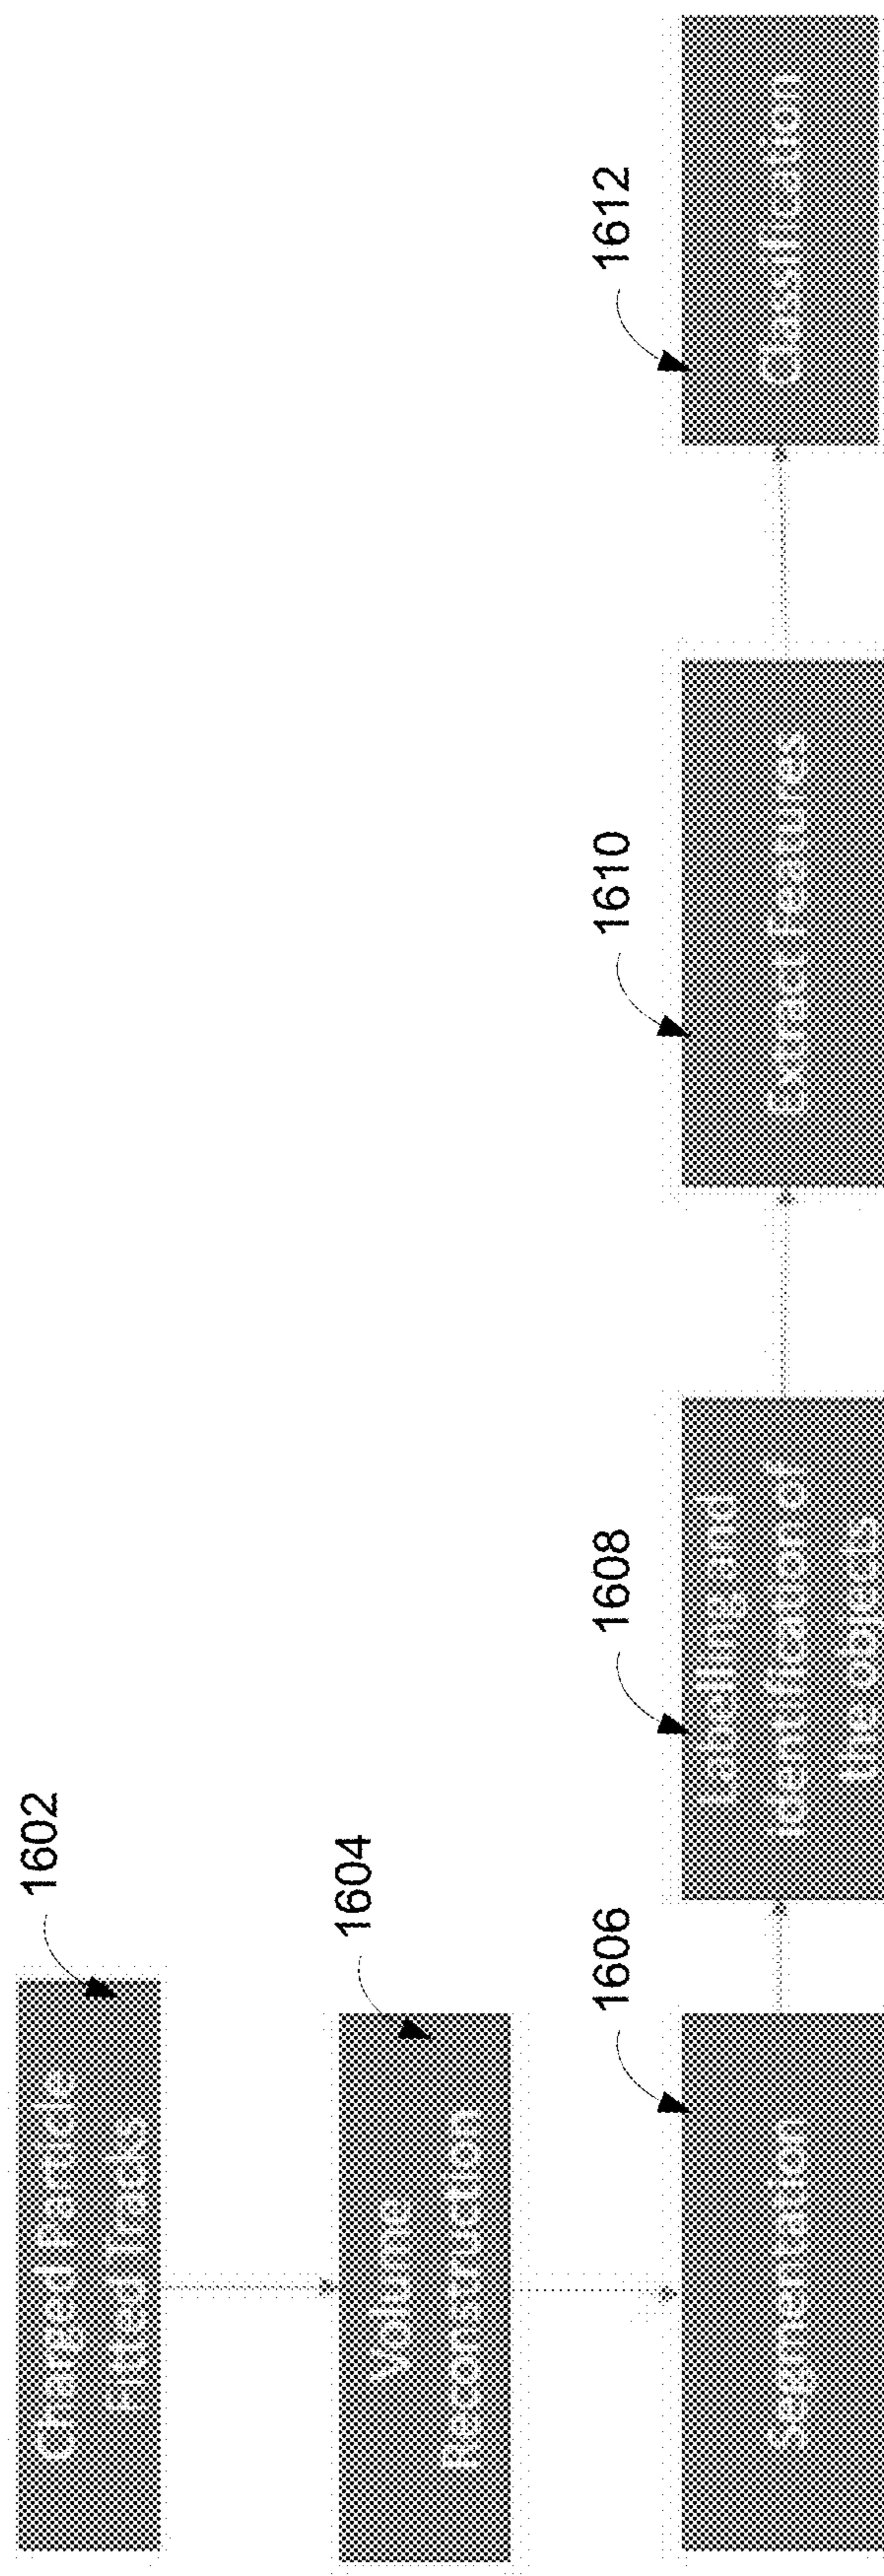 1602
Charged Particle
Fitted Tracks
1604
Volume
Reconstruction
1606
Segmentation
1608
Labelling and
Identification of
the objects
1610
Extract Features
1612
Classification